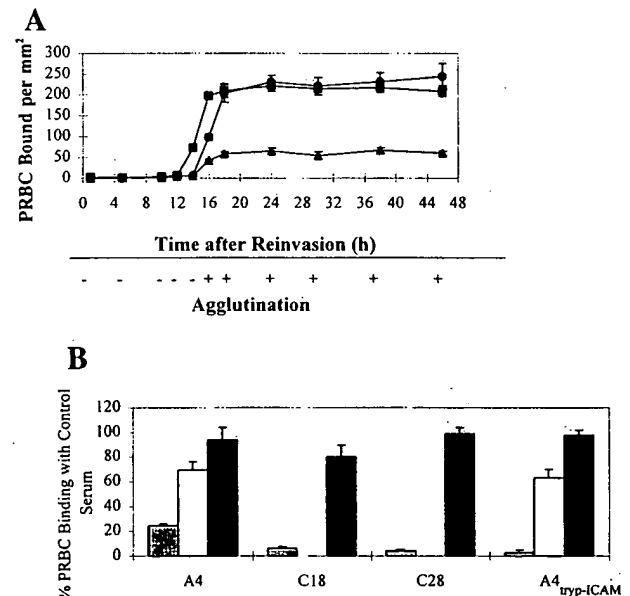 A
PRBC Bound per mm²
300
250
200
150
100
50
0
0 4 8 12 16 20 24 28 32 36 40 44 48
Time after Reinvasion (h)
- - - - - + + + + + +
Agglutination
B
% PRBC Binding with Control
Serum
120
100
80
60
40
20
0
A4 C18 C28 A4tryp-ICAM